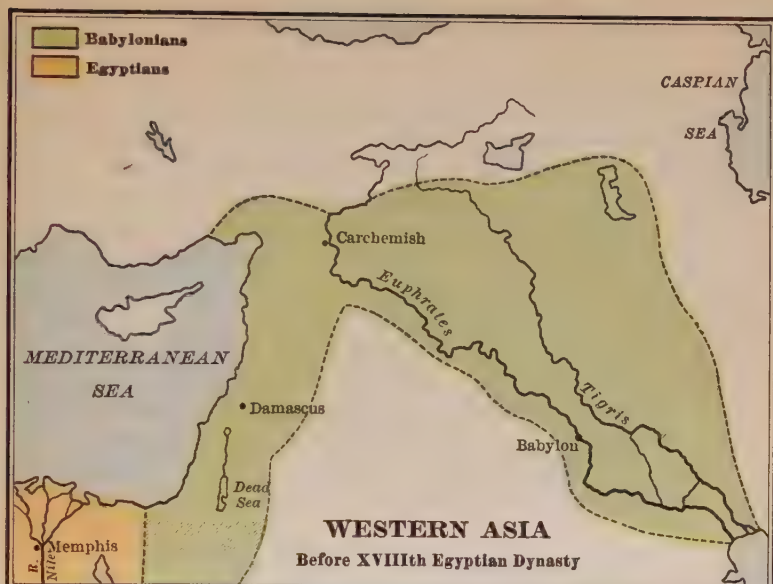 Babylonians
Egyptians
CASPIAN
SEA
Carchemish
Euphrates
MEDITERRANEAN
SEA
Tigris
Damascus
Babylon
Dead
Sea
WESTERN ASIA
Before XVIIIth Egyptian Dynasty
Memphis
R.
Nile